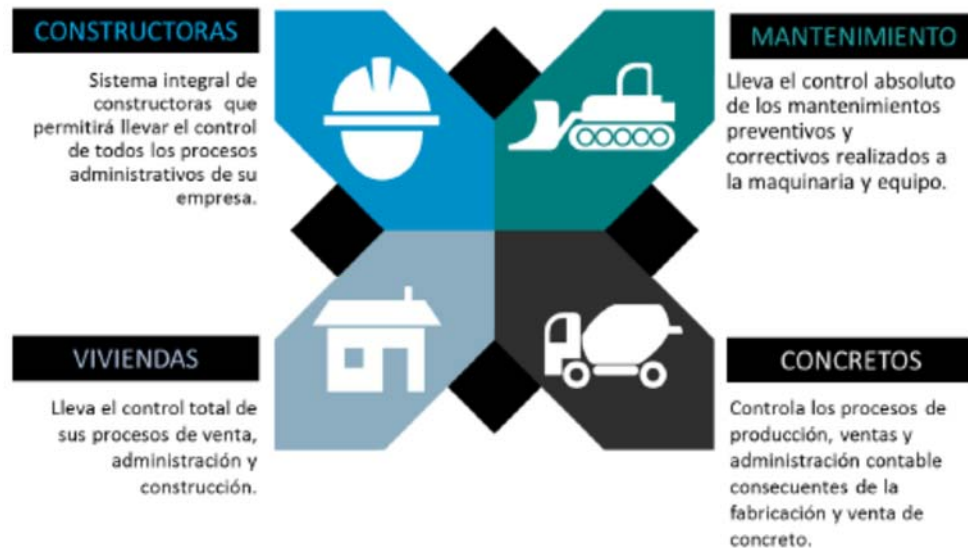 CONSTRUCTORAS
Sistema integral de
constructoras que
permitirá llevar el control
de todos los procesos
administrativos de su
empresa.
MANTENIMIENTO
Lleva el control absoluto
de los mantenimientos
preventivos y
correctivos realizados a
la maquinaria y equipo.
VIVIENDAS
Lleva el control total de
sus procesos de venta,
administración y
construcción.
CONCRETOS
Controla los procesos de
producción, ventas y
administración contable
consecuentes de la
fabricación y venta de
concreto.